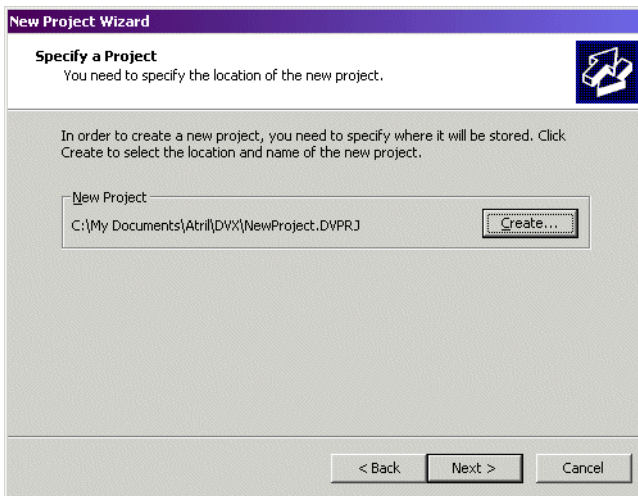 New Project Wizard
Specify a Project
You need to specify the location of the new project.
In order to create a new project, you need to specify where it will be stored. Click
Create to select the location and name of the new project.
New Project
C:\My Documents\Atril\DVX\NewProject.DVPRJ
Create...
< Back
Next >
Cancel